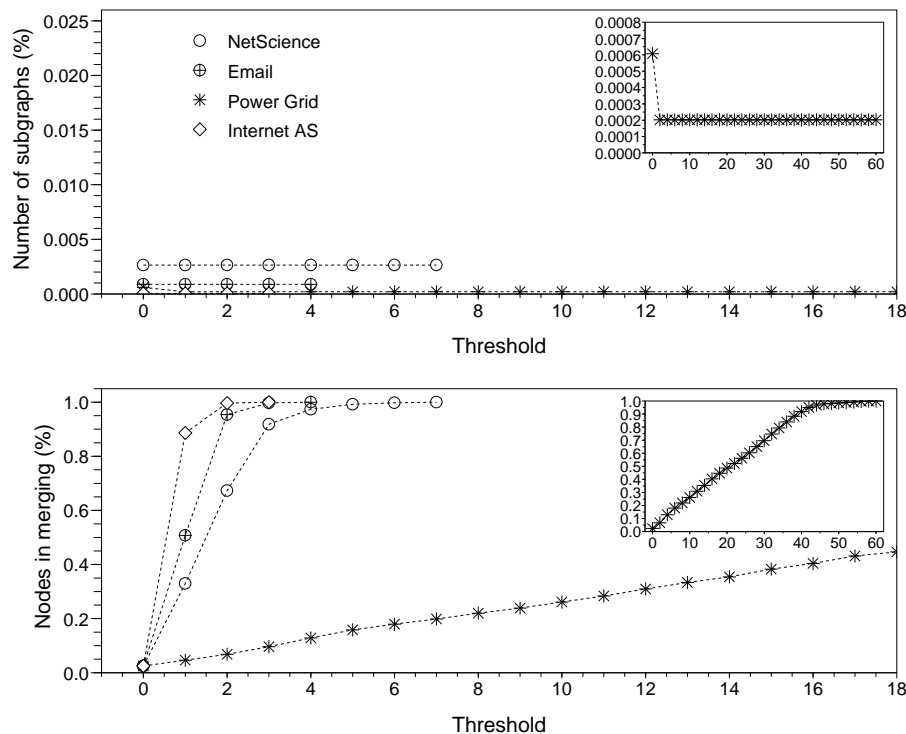 Number of subgraphs (%)
0.025
0.020
0.015
0.010
0.005
0.000
NetScience
Email
Power Grid
Internet AS
0.0008
0.0007
0.0006
0.0005
0.0004
0.0003
0.0002
0.0001
0.0000
0 10 20 30 40 50 60
0 2 4 6 8 10 12 14 16 18
Threshold
Nodes in merging (%)
1.0
0.8
0.6
0.4
0.2
0.0
1.0
0.9
0.8
0.7
0.6
0.5
0.4
0.3
0.2
0.1
0.0
0 10 20 30 40 50 60
0 2 4 6 8 10 12 14 16 18
Threshold